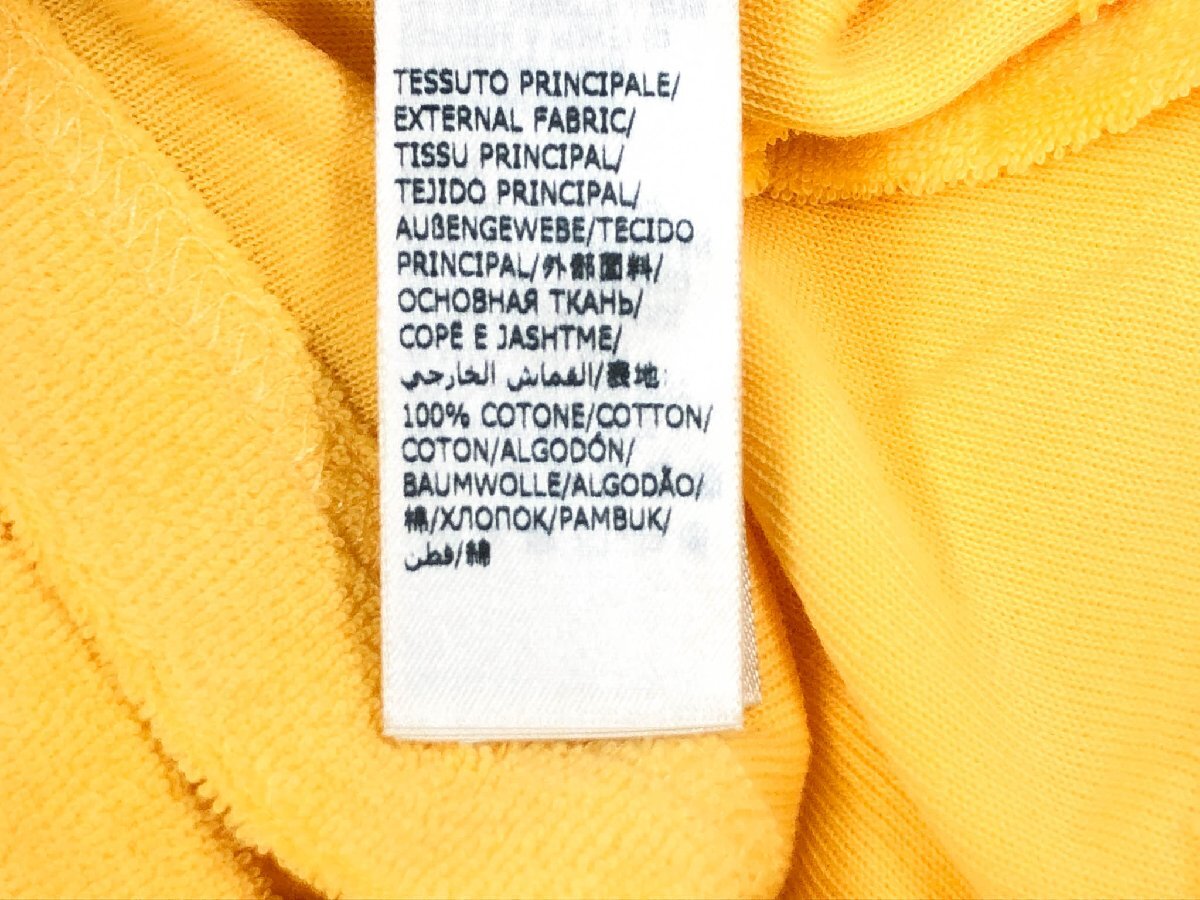 TESSUTO PRINCIPALE/
EXTERNAL FABRIC/
TISSU PRINCIPAL/
TEJIDO PRINCIPAL/
AUßENGEWEBE/TECIDO
PRINCIPAL/外部面料/
ОСНОВНАЯ ТКАНЬ/
COPË E JASHTME/
القماش الخارجي/表地:
100% COTONE/COTTON/
COTON/ALGODÓN/
BAUMWOLLE/ALGODÃO/
棉/ХЛОПОК/PAMBUK/
قطن/綿